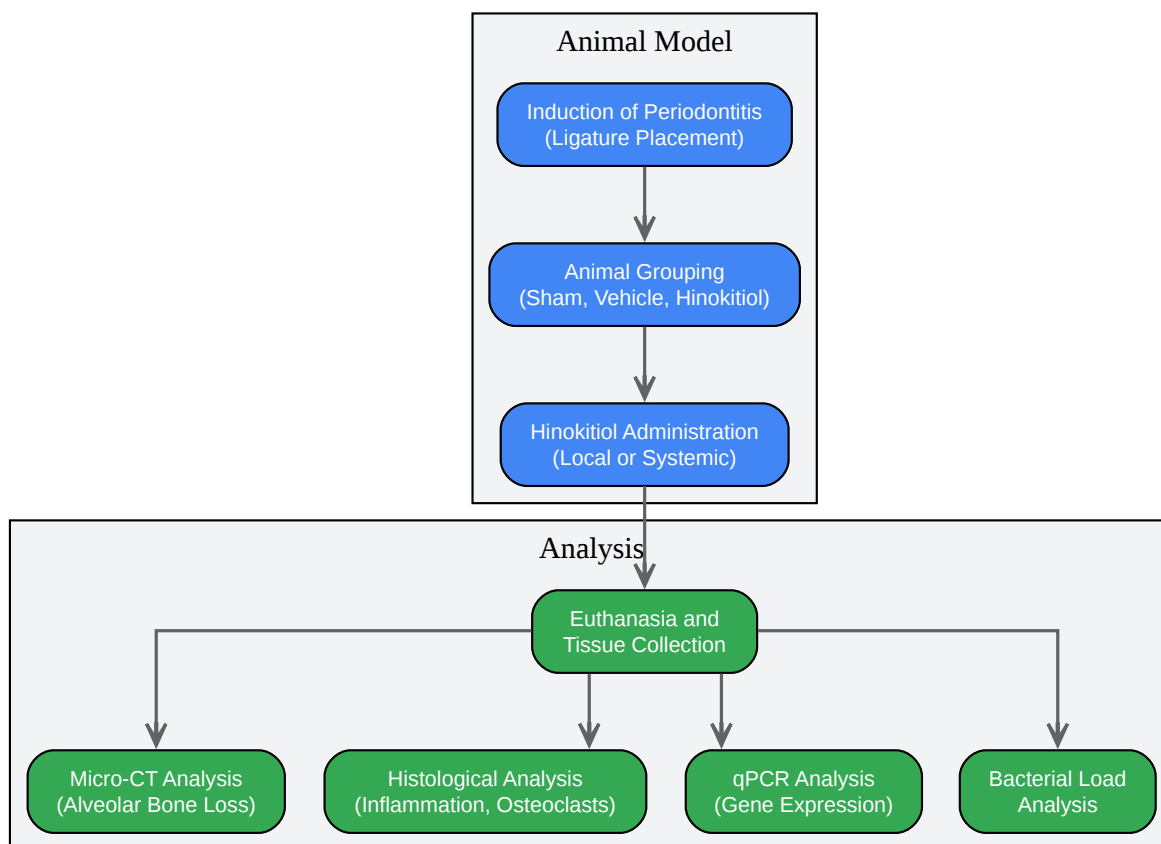 Animal Model
Induction of Periodontitis
(Ligature Placement)
Animal Grouping
(Sham, Vehicle, Hinokitiol)
Hinokitiol Administration
(Local or Systemic)
Analysis
Euthanasia and
Tissue Collection
Micro-CT Analysis
(Alveolar Bone Loss)
Histological Analysis
(Inflammation, Osteoclasts)
qPCR Analysis
(Gene Expression)
Bacterial Load
Analysis